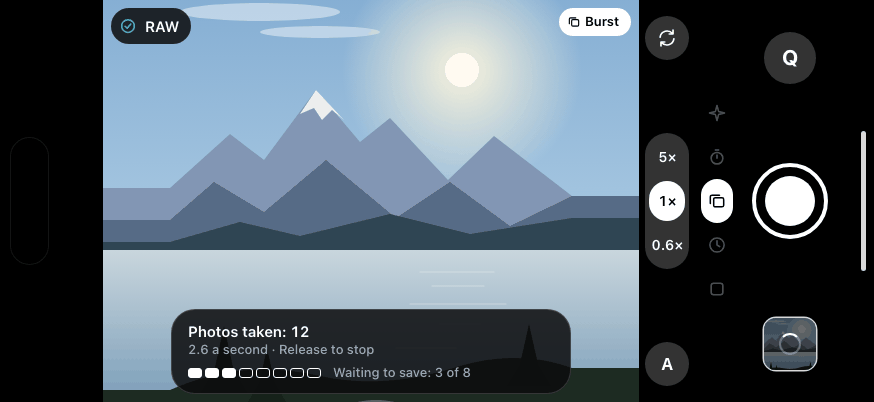 RAW
Burst
Q
5×
1×
0.6×
Photos taken: 12
2.6 a second · Release to stop
Waiting to save: 3 of 8
A